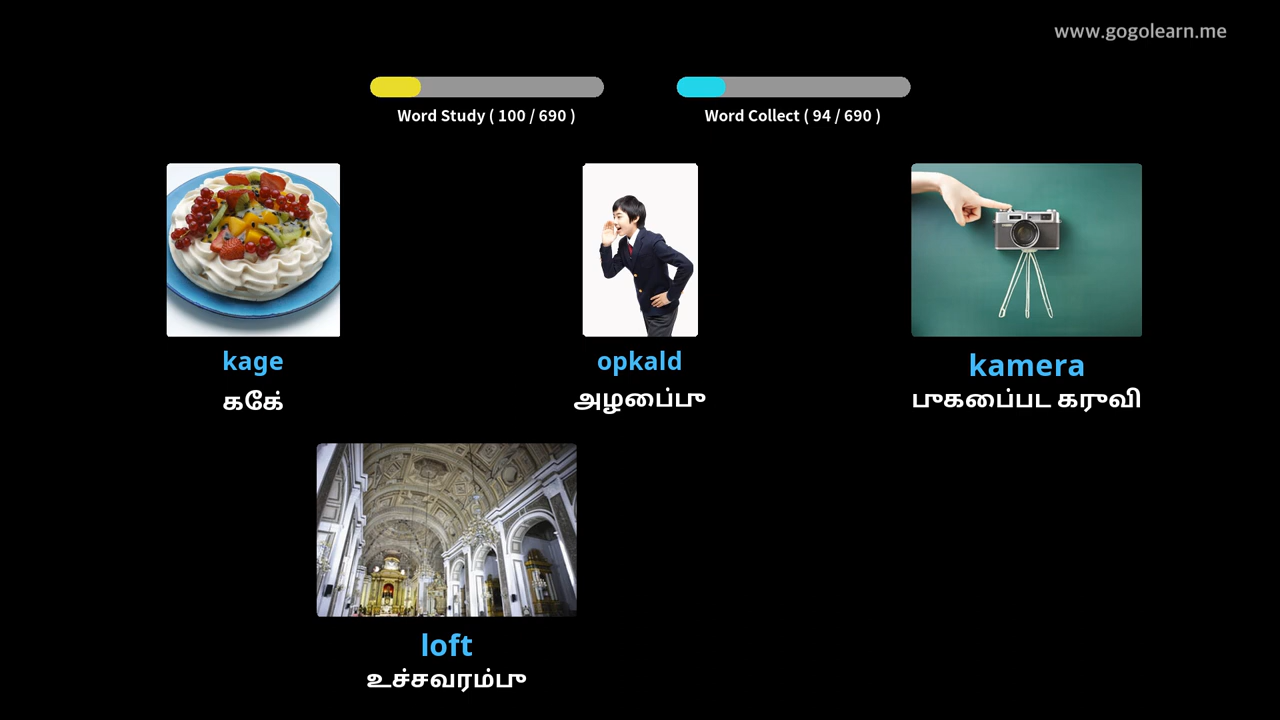 www.gogolearn.me
Word Study ( 100 / 690 ) Word Collect ( 94 / 690 )
kage opkald kamera
கேக் அழைப்பு புகைப்பட கருவி
loft
உச்சவரம்பு